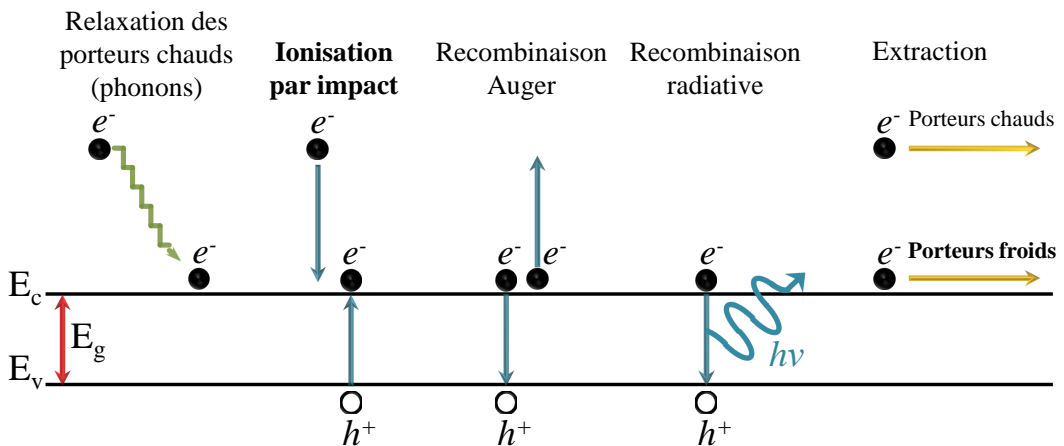 Relaxation des
porteurs chauds
(phonons)
Ionisation
par impact
Recombinaison
Auger
Recombinaison
radiative
Extraction
e-
e-
e-
Porteurs chauds
e-
e-
e-
e-
e-
e-
Porteurs froids
Ec
Eg
hν
Ev
h+
h+
h+